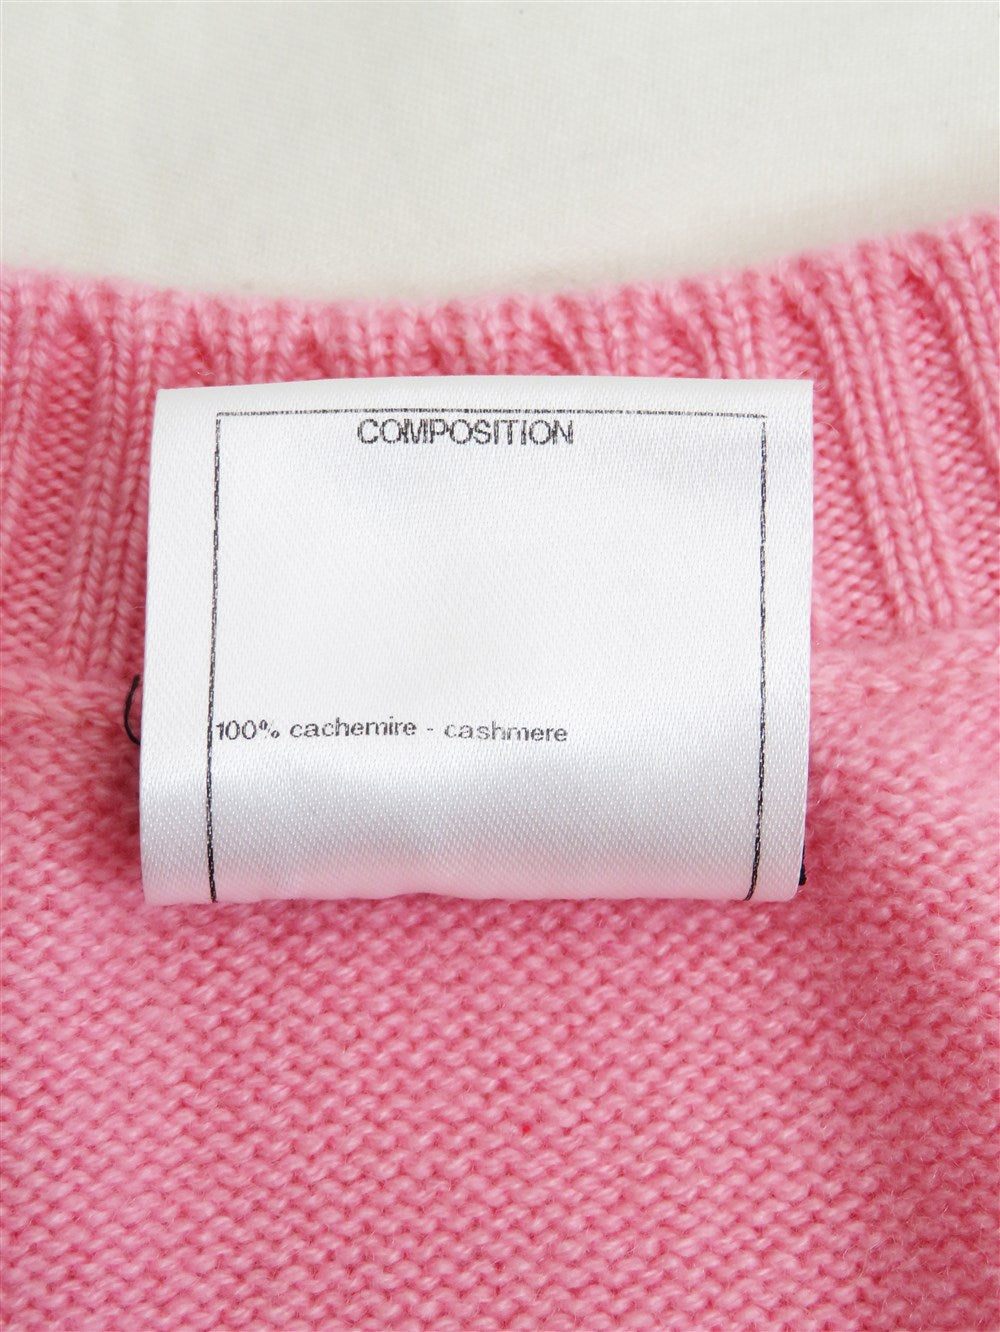 COMPOSITION
100% cachemire - cashmere